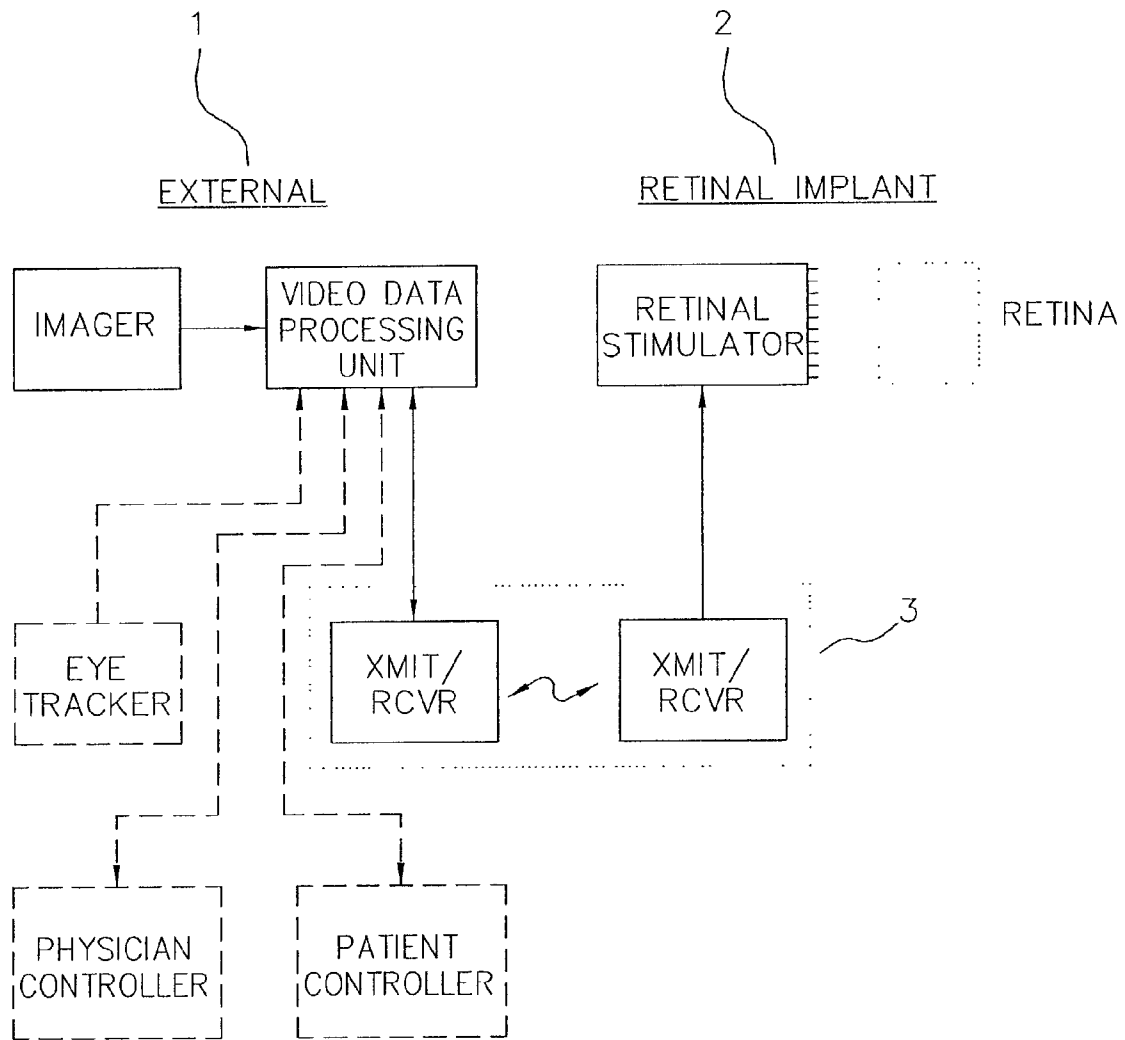 1
2
EXTERNAL
RETINAL IMPLANT
IMAGER
VIDEO DATA
PROCESSING
UNIT
RETINAL
STIMULATOR
RETINA
3
EYE
TRACKER
XMIT/
RCVR
XMIT/
RCVR
PHYSICIAN
CONTROLLER
PATIENT
CONTROLLER